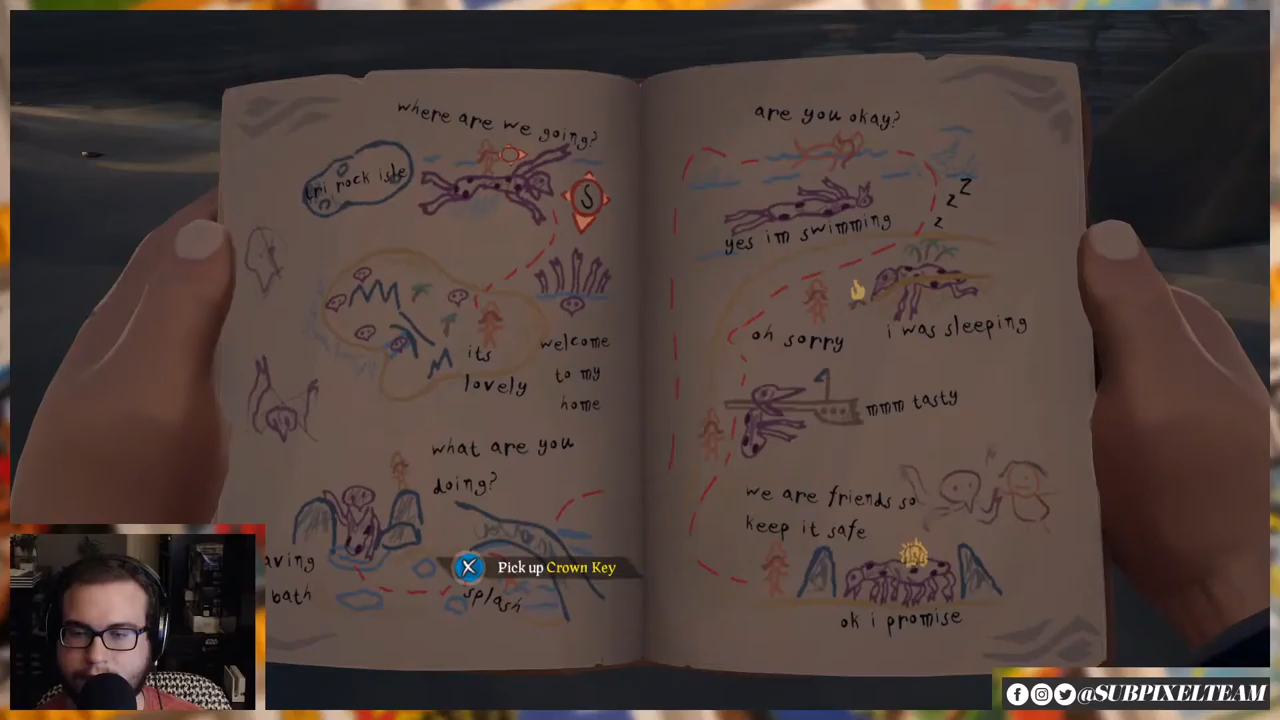 where are we going?
tri rock isle
S
its
lovely
welcome
to my
home
what are you
doing?
aving
bath
splash
are you okay?
z
z
z
yes im swimming
oh sorry
i was sleeping
mmm tasty
we are friends so
keep it safe
ok i promise
Pick up Crown Key
@SUBPIXELTEAM